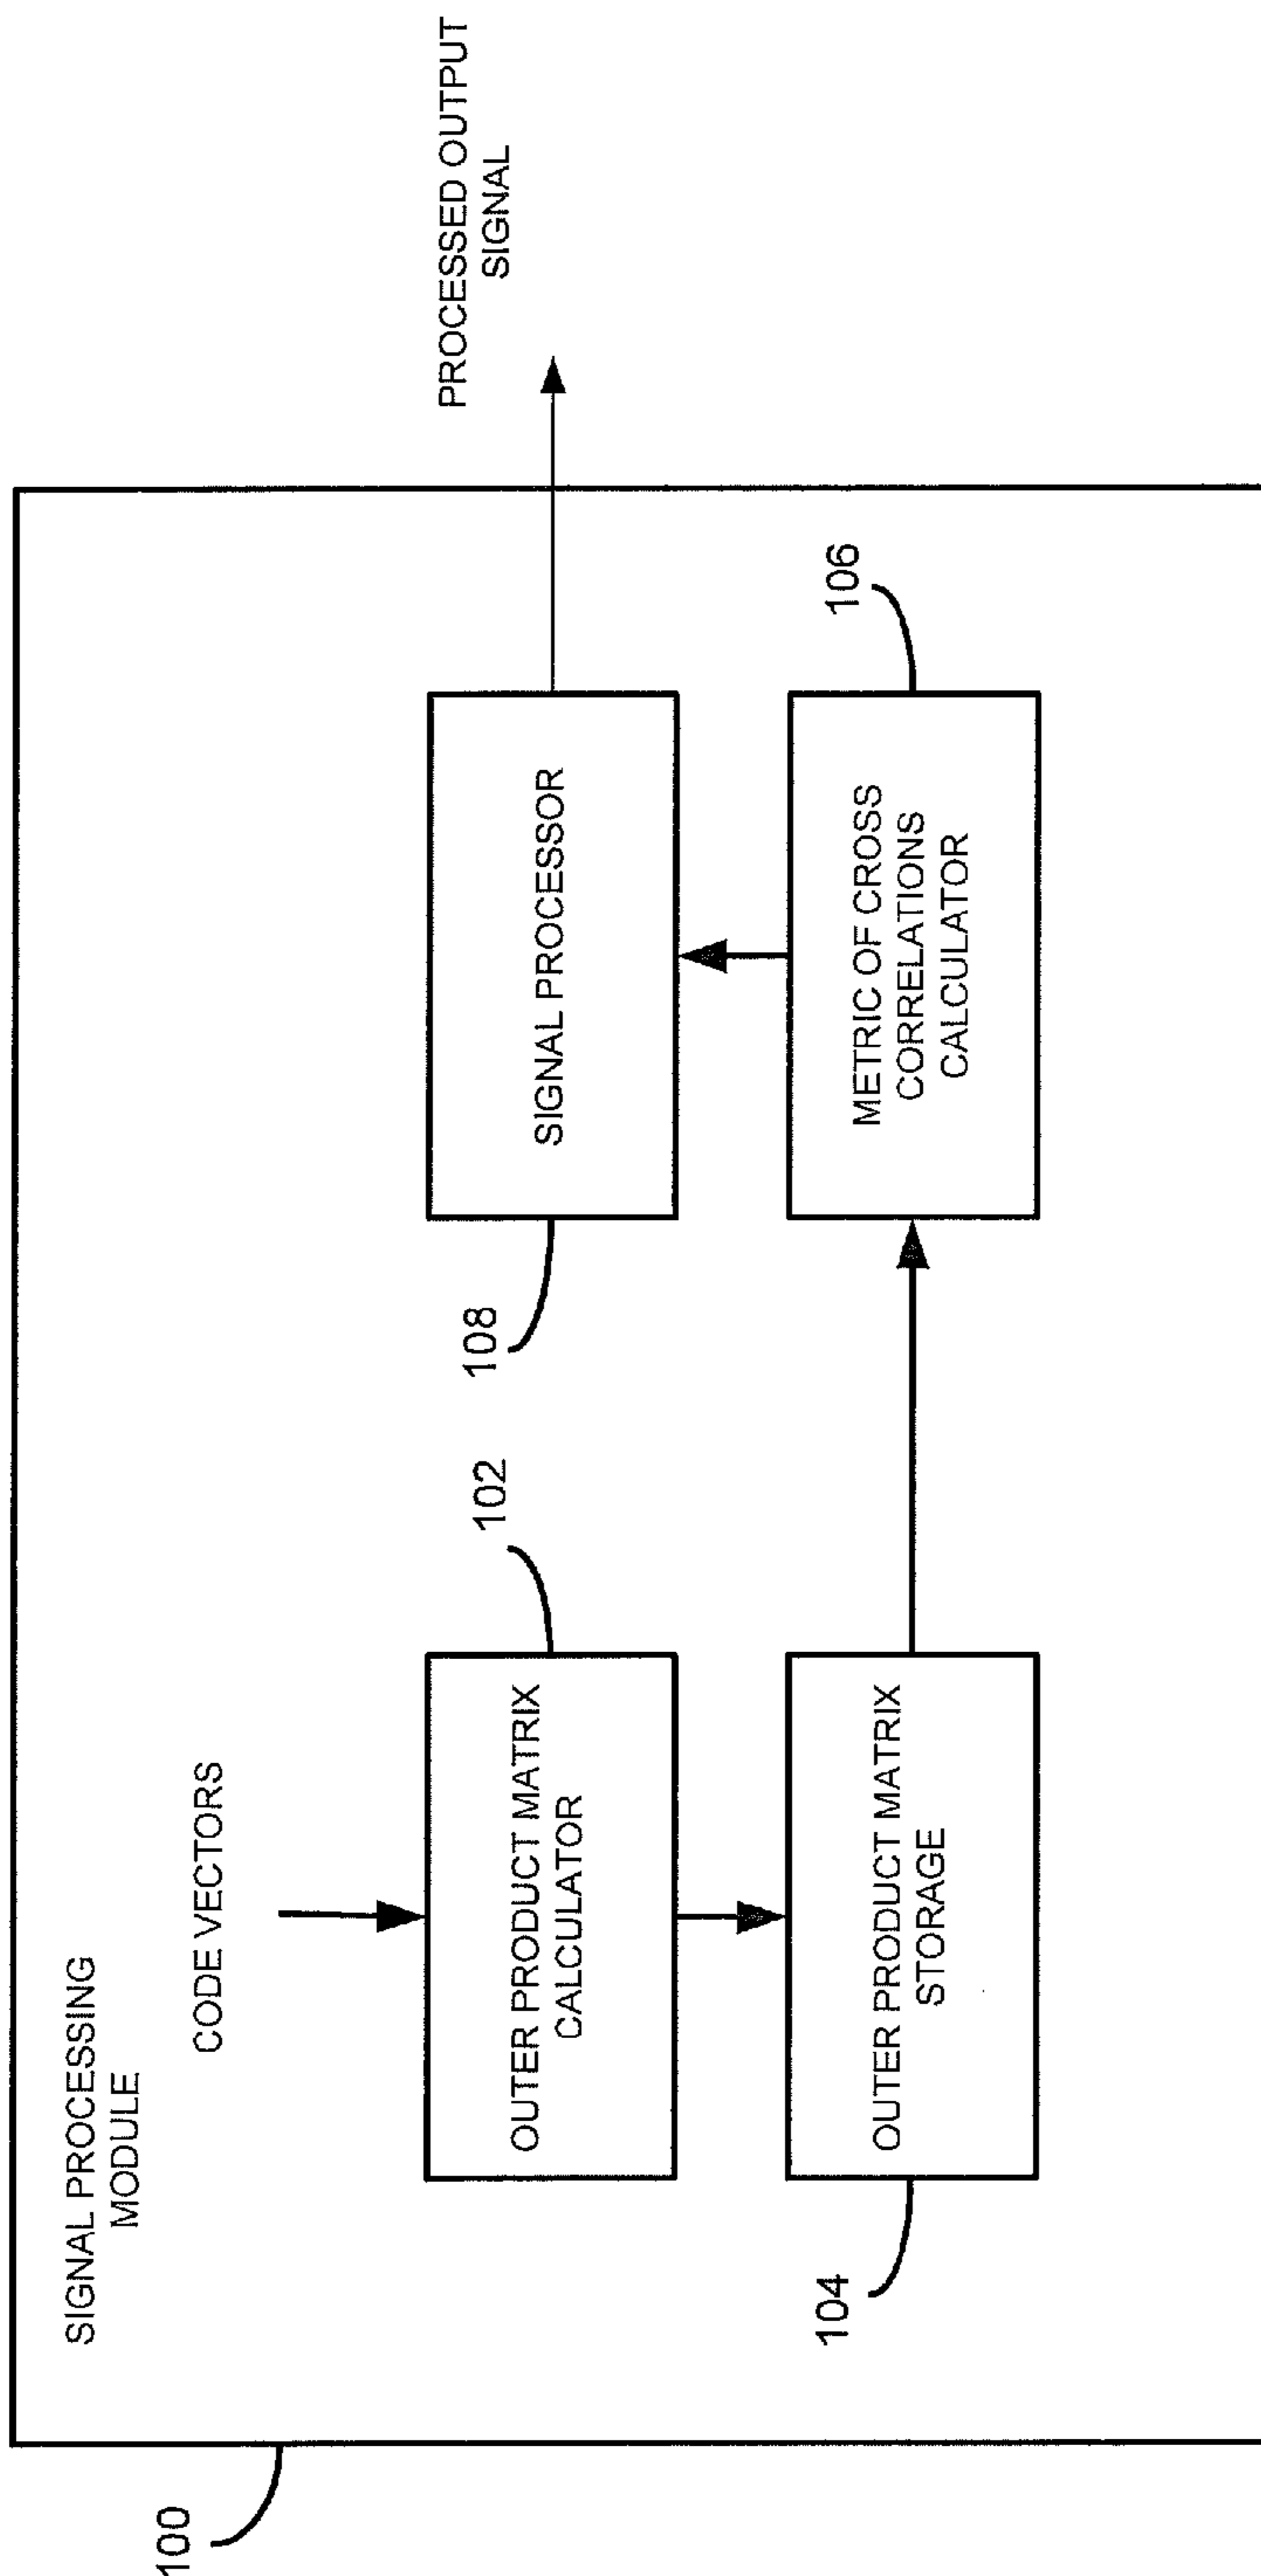 100
SIGNAL PROCESSING
MODULE
CODE VECTORS
OUTER PRODUCT MATRIX
CALCULATOR
102
OUTER PRODUCT MATRIX
STORAGE
104
SIGNAL PROCESSOR
108
METRIC OF CROSS
CORRELATIONS
CALCULATOR
106
PROCESSED OUTPUT
SIGNAL